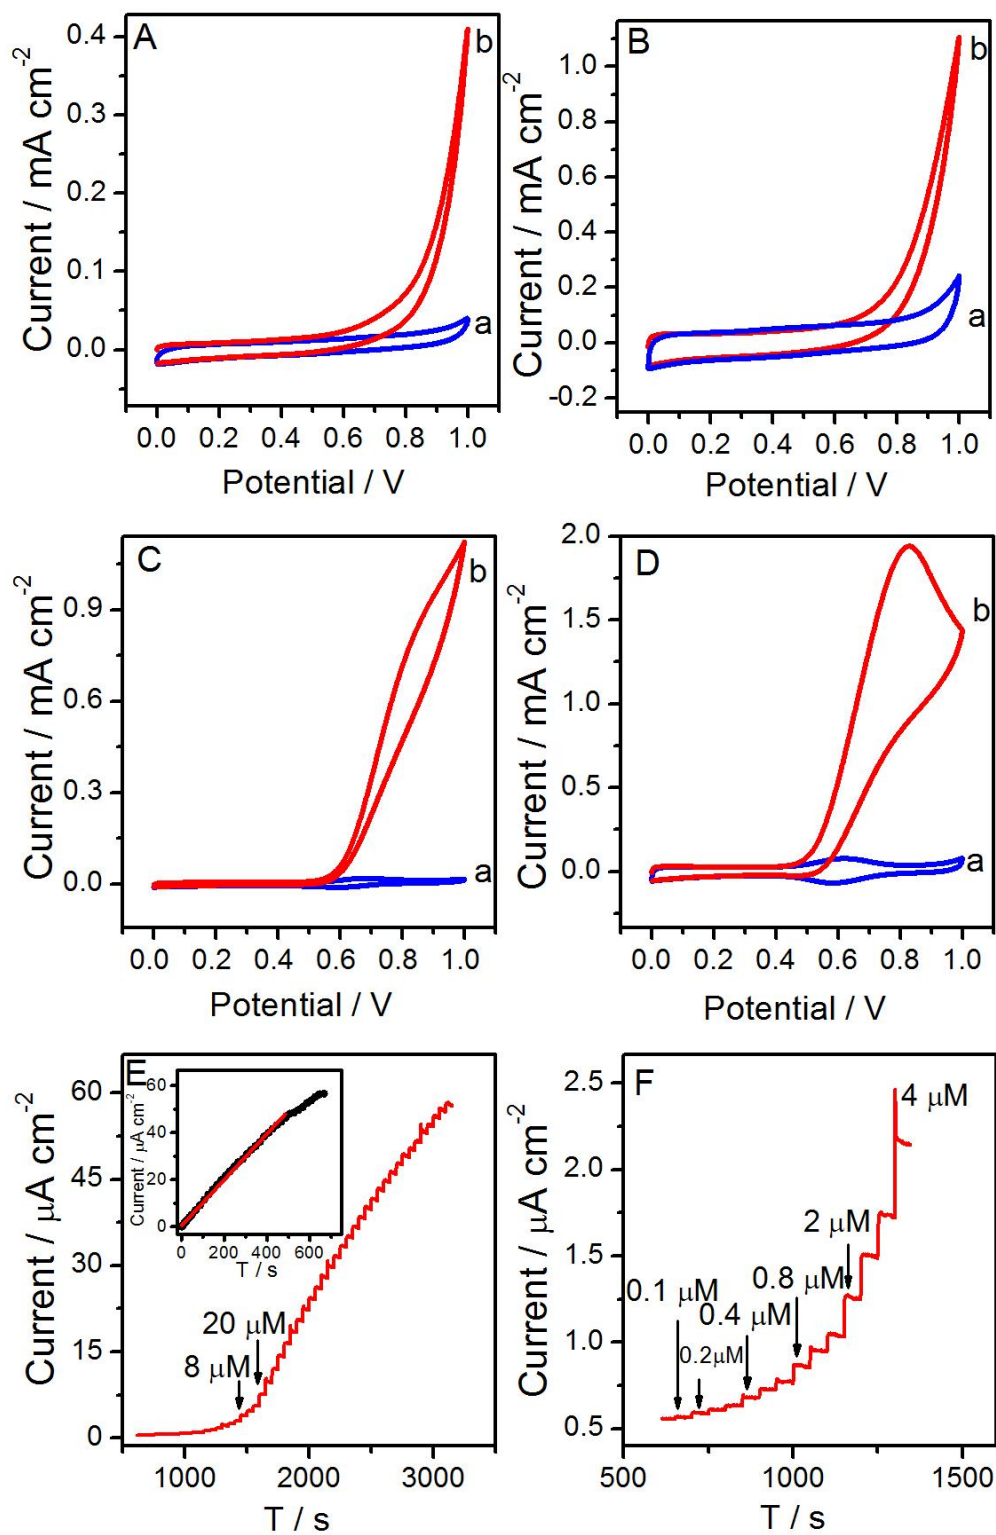 A
b
a
0.4
0.3
0.2
0.1
0.0
Current / mA cm-2
0.0 0.2 0.4 0.6 0.8 1.0
Potential / V
B
b
a
1.0
0.8
0.6
0.4
0.2
0.0
-0.2
Current / mA cm-2
0.0 0.2 0.4 0.6 0.8 1.0
Potential / V
C
b
a
0.9
0.6
0.3
0.0
Current / mA cm-2
0.0 0.2 0.4 0.6 0.8 1.0
Potential / V
D
b
a
2.0
1.5
1.0
0.5
0.0
Current / mA cm-2
0.0 0.2 0.4 0.6 0.8 1.0
Potential / V
E
60
45
30
15
0
Current / μA cm-2
60
40
20
0
Current / μA cm-2
0 200 400 600
T / s
20 μM
8 μM
1000 2000 3000
T / s
F
2.5
2.0
1.5
1.0
0.5
Current / μA cm-2
4 μM
2 μM
0.8 μM
0.1 μM
0.4 μM
0.2μM
500 1000 1500
T / s